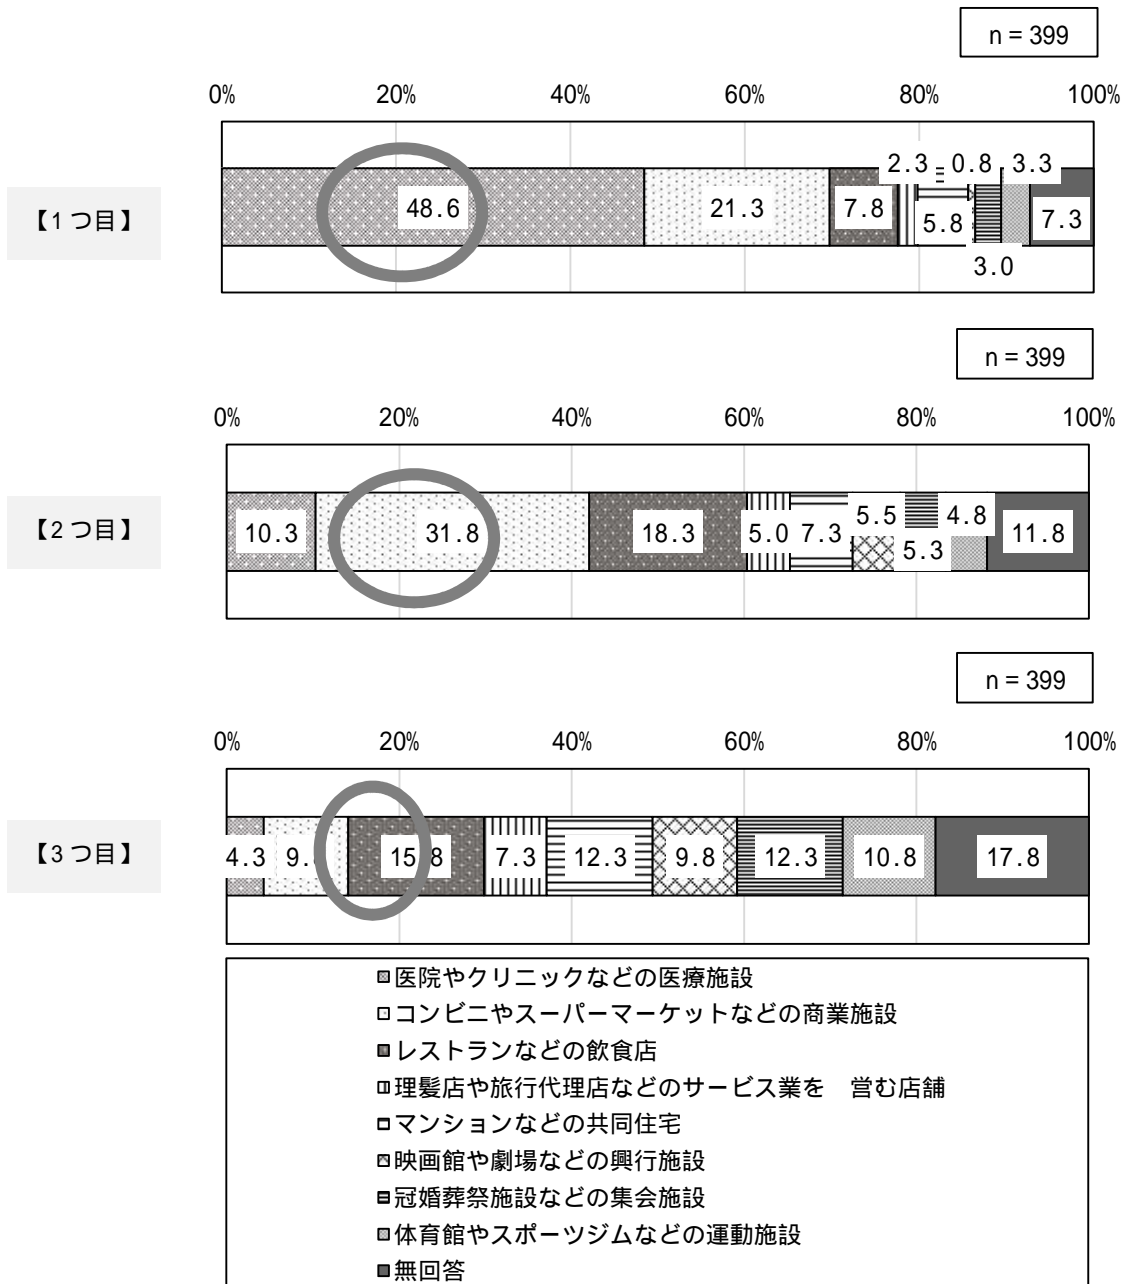 n = 399
0% 20% 40% 60% 80% 100%
2.3 0.8 3.3
【1つ目】 48.6 21.3 7.8 5.8 7.3
3.0
n = 399
0% 20% 40% 60% 80% 100%
【2つ目】 10.3 31.8 18.3 5.0 7.3 5.5 5.3 4.8 11.8
n = 399
0% 20% 40% 60% 80% 100%
【3つ目】 4.3 9. 15.8 7.3 12.3 9.8 12.3 10.8 17.8
医院やクリニックなどの医療施設
コンビニやスーパーマーケットなどの商業施設
レストランなどの飲食店
理髪店や旅行代理店などのサービス業を　営む店舗
マンションなどの共同住宅
映画館や劇場などの興行施設
冠婚葬祭施設などの集会施設
体育館やスポーツジムなどの運動施設
無回答